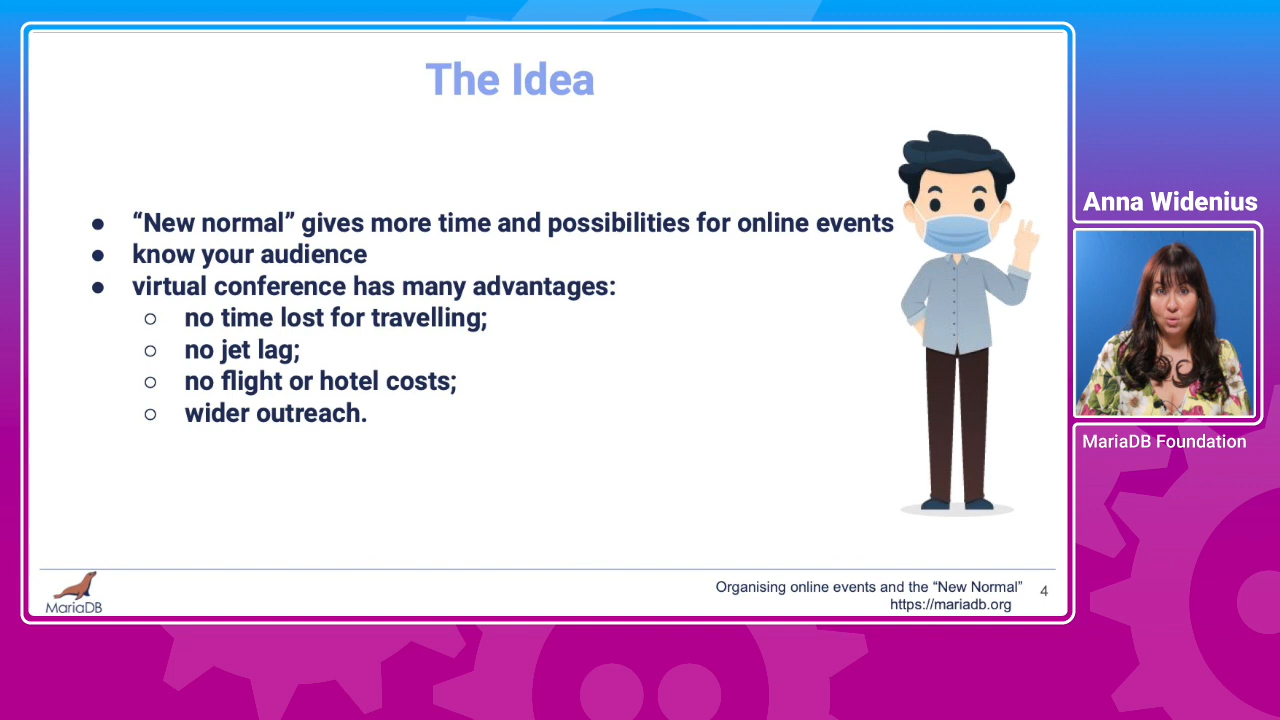 The Idea
● “New normal” gives more time and possibilities for online events
● know your audience
● virtual conference has many advantages:
○ no time lost for travelling;
○ no jet lag;
○ no flight or hotel costs;
○ wider outreach.
MariaDB
Organising online events and the “New Normal” 4
https://mariadb.org
Anna Widenius
MariaDB Foundation